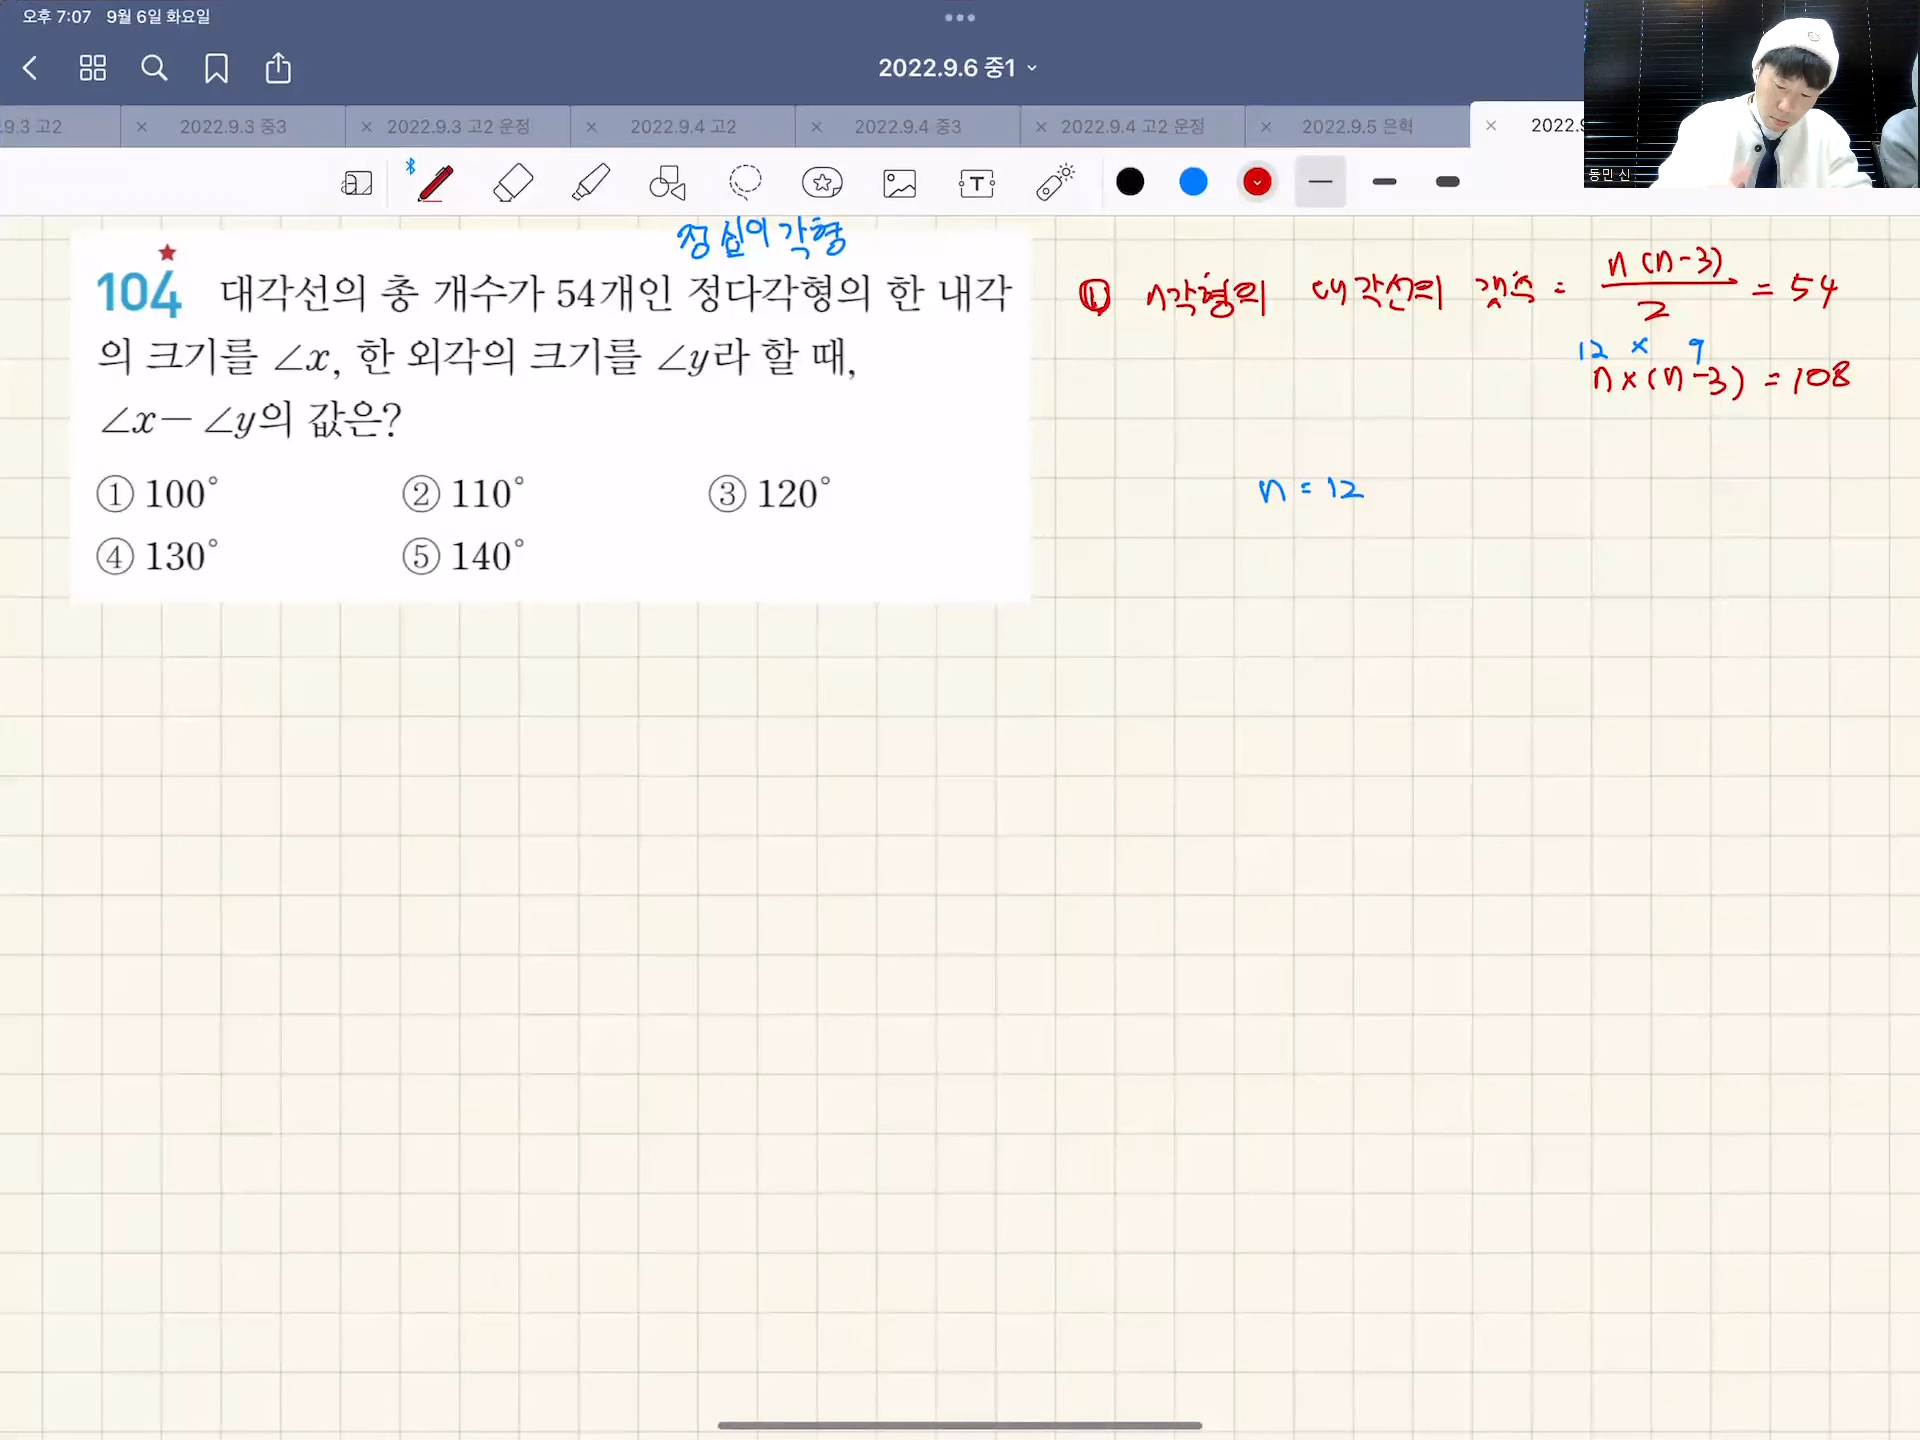 오후 7:07 9월 6일 화요일
2022.9.6 중1
9.3 고2
2022.9.3 중3
2022.9.3 고2 운정
2022.9.4 고2
2022.9.4 중3
2022.9.4 고2 운정
2022.9.5 은혁
2022.9
동민 신
정십이각형
104 대각선의 총 개수가 54개인 정다각형의 한 내각
의 크기를 ∠x, 한 외각의 크기를 ∠y라 할 때,
∠x－∠y의 값은?
① 100° ② 110° ③ 120°
④ 130° ⑤ 140°
① n각형의 대각선의 갯수 = n(n-3)/2 = 54
12 × 9
n×(n-3) = 108
n = 12